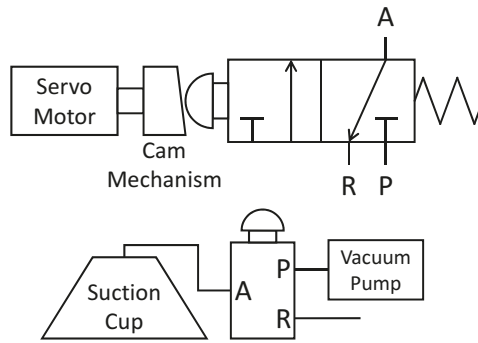 A
Servo
Motor
Cam
Mechanism
R P
Suction
Cup
A
P
R
Vacuum
Pump